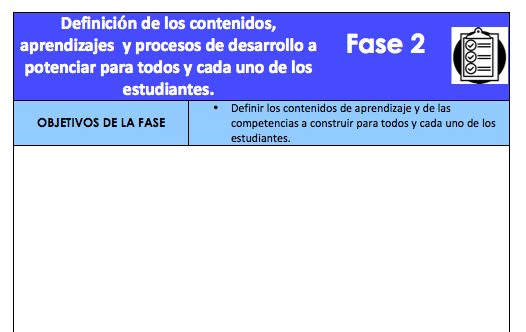 Definición de los contenidos,
aprendizajes y procesos de desarrollo a
potenciar para todos y cada uno de los
estudiantes.
Fase 2
OBJETIVOS DE LA FASE
• Definir los contenidos de aprendizaje y de las
competencias a construir para todos y cada uno de los
estudiantes.